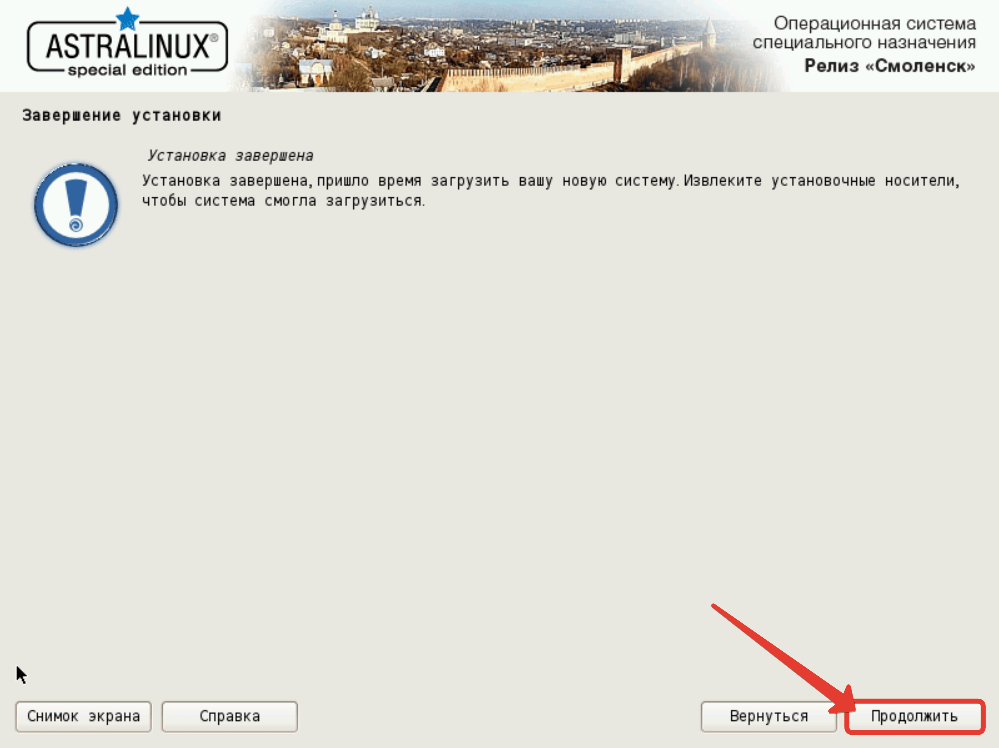 ASTRALINUX®
special edition
Операционная система
специального назначения
Релиз «Смоленск»
Завершение установки
Установка завершена
Установка завершена, пришло время загрузить вашу новую систему. Извлеките установочные носители,
чтобы система смогла загрузиться.
Снимок экрана
Справка
Вернуться
Продолжить